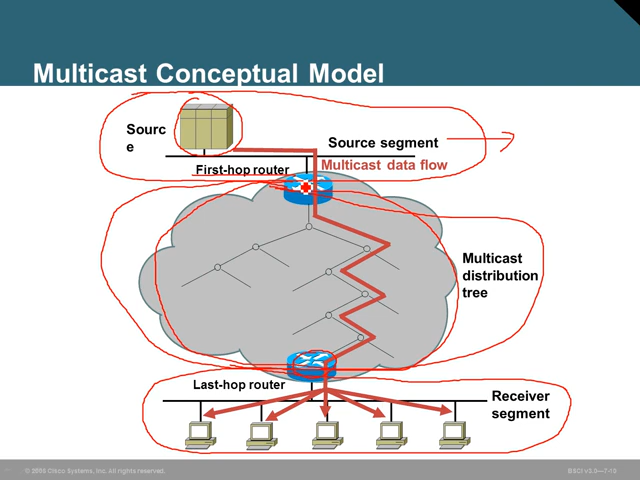 Multicast Conceptual Model
Sourc
e
Source segment
First-hop router
Multicast data flow
Multicast
distribution
tree
Last-hop router
Receiver
segment
© 2006 Cisco Systems, Inc. All rights reserved.
BSCI v3.0—7-10